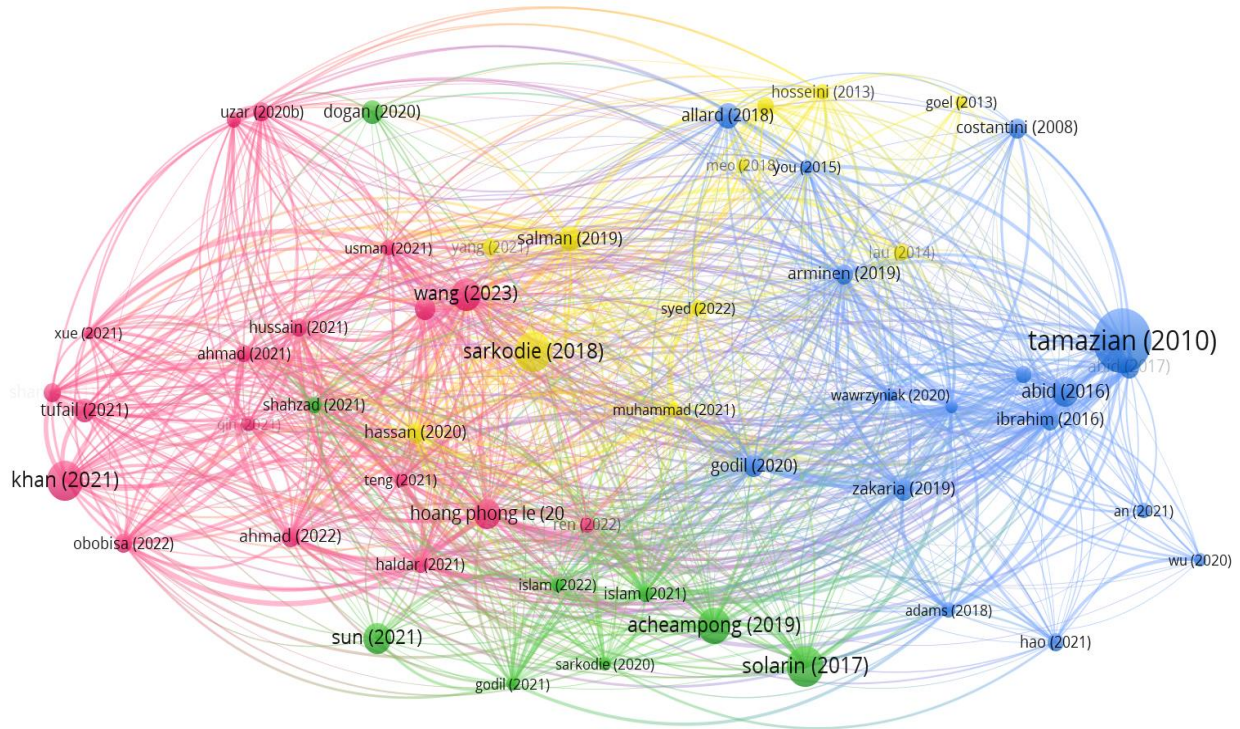 hosseini (2013)
goel (2013)
uzar (2020b)
dogan (2020)
allard (2018)
costantini (2008)
meo (2018)
you (2015)
usman (2021)
yang (2021)
salman (2019)
lau (2014)
arminen (2019)
wang (2023)
syed (2022)
xue (2021)
hussain (2021)
tamazian (2010)
ahmad (2021)
sarkodie (2018)
abid (2017)
shahzad (2021)
muhammad (2021)
wawrzyniak (2020)
abid (2016)
tufail (2021)
ibrahim (2016)
hassan (2020)
khan (2021)
teng (2021)
godil (2020)
zakaria (2019)
hoang phong le (20
ren (2022)
an (2021)
obobisa (2022)
ahmad (2022)
haldar (2021)
wu (2020)
islam (2022)
islam (2021)
adams (2018)
sun (2021)
acheampong (2019)
hao (2021)
sarkodie (2020)
solarin (2017)
godil (2021)